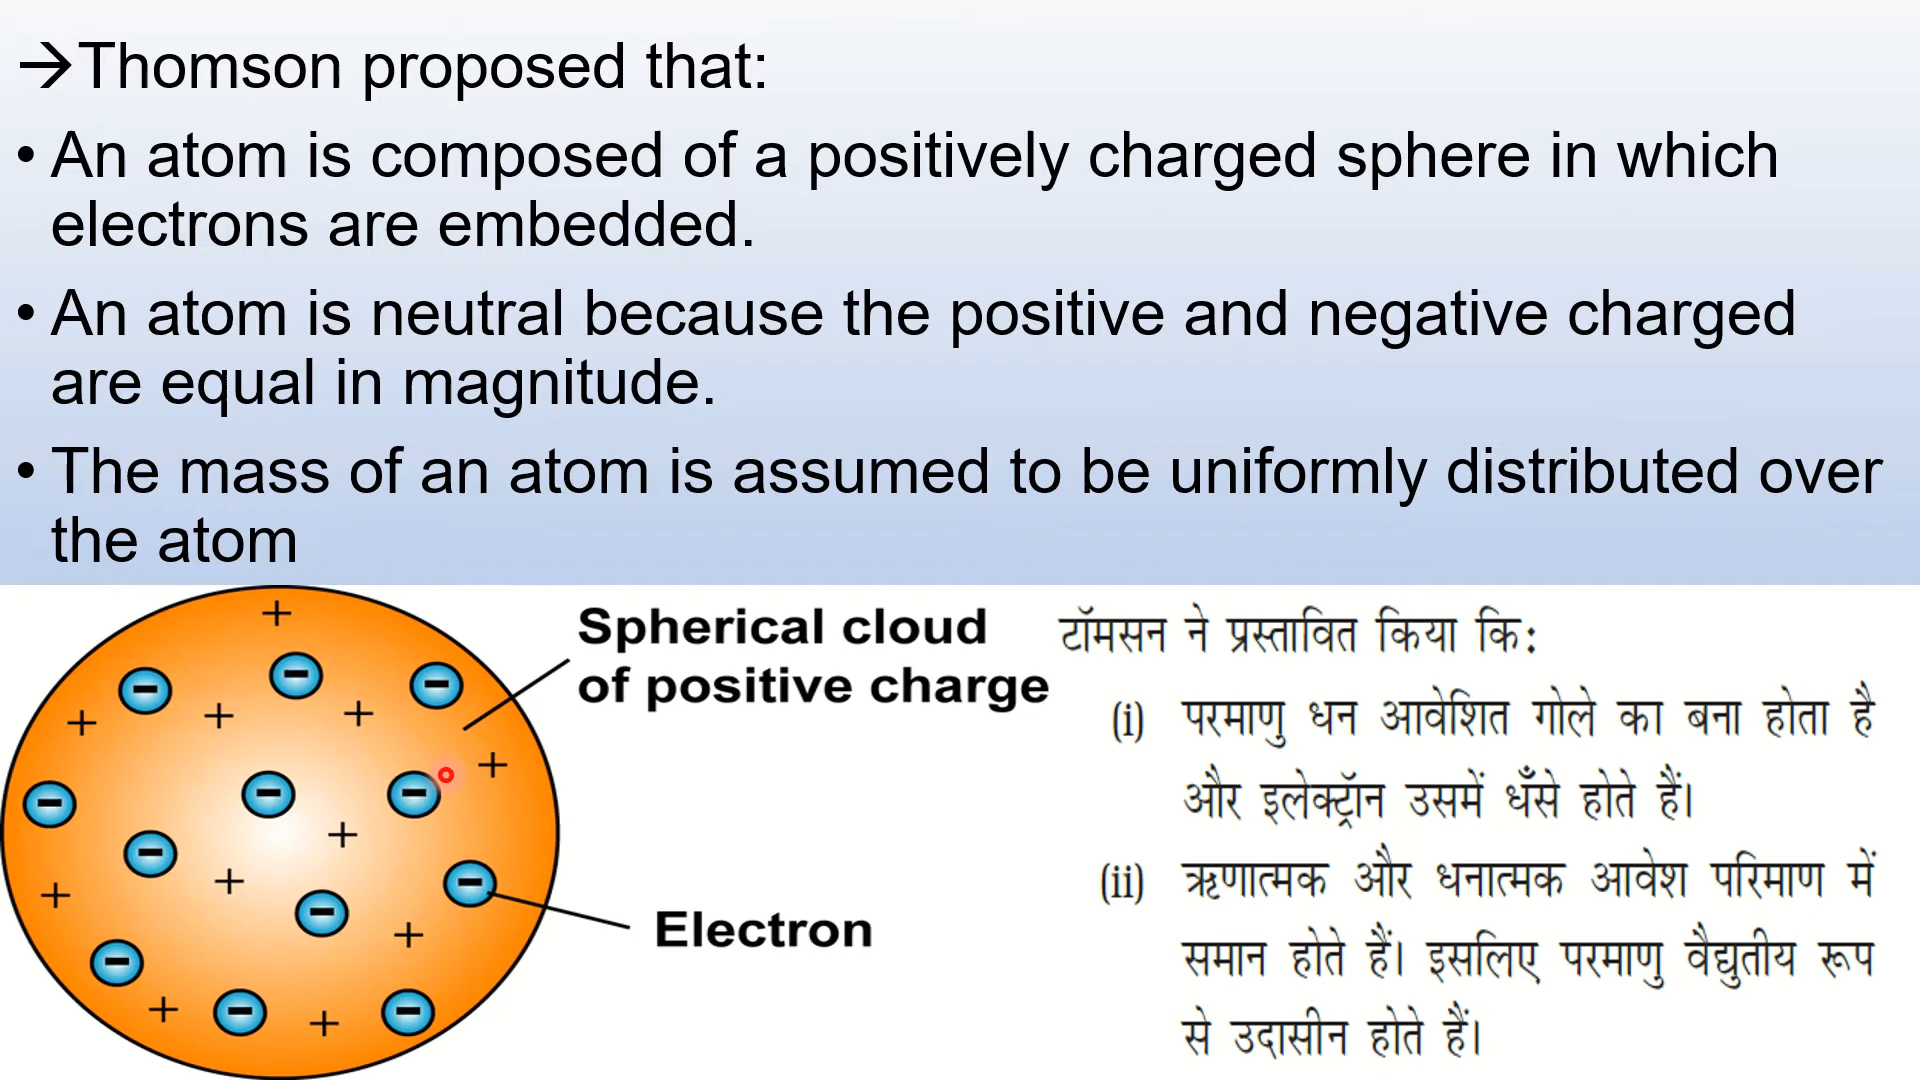 →Thomson proposed that:
• An atom is composed of a positively charged sphere in which
electrons are embedded.
• An atom is neutral because the positive and negative charged
are equal in magnitude.
• The mass of an atom is assumed to be uniformly distributed over
the atom
Spherical cloud
of positive charge
Electron
टॉमसन ने प्रस्तावित किया कि:
(i) परमाणु धन आवेशित गोले का बना होता है
और इलेक्ट्रॉन उसमें धँसे होते हैं।
(ii) ऋणात्मक और धनात्मक आवेश परिमाण में
समान होते हैं। इसलिए परमाणु वैद्युतीय रूप
से उदासीन होते हैं।